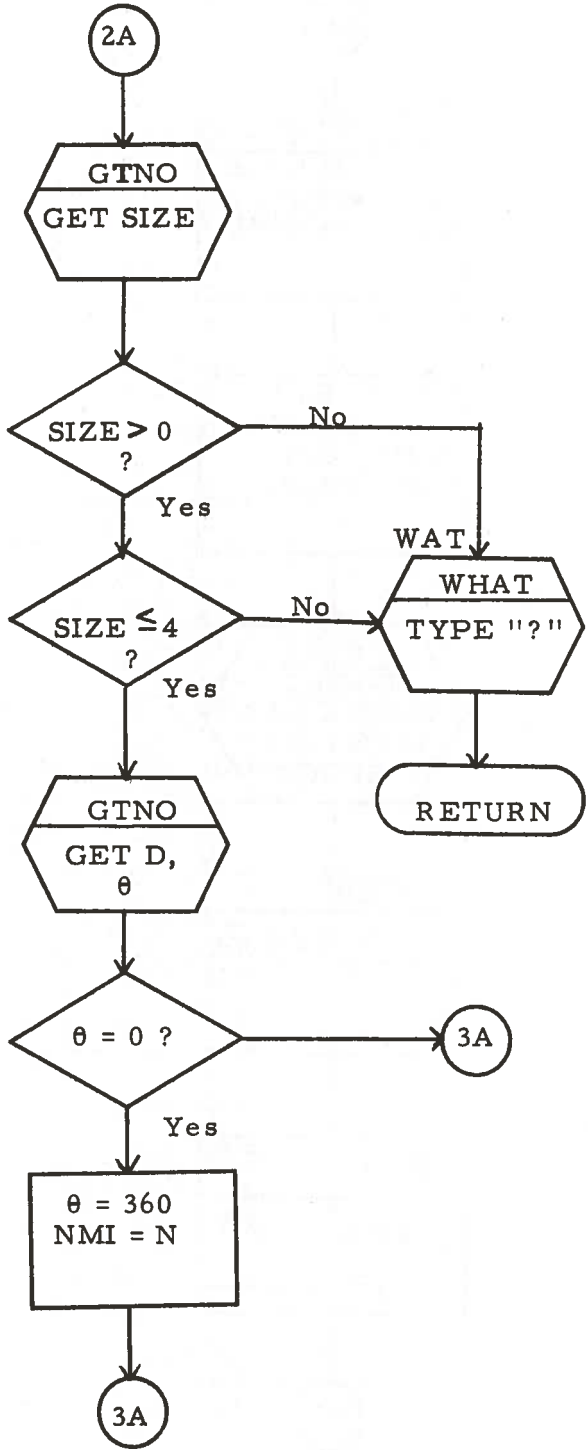 2A
GTNO
GET SIZE
SIZE > 0
?
No
Yes
WAT
WHAT
TYPE "?"
SIZE ≤ 4
?
No
Yes
RETURN
GTNO
GET D,
θ
θ = 0 ?
3A
Yes
θ = 360
NMI = N
3A